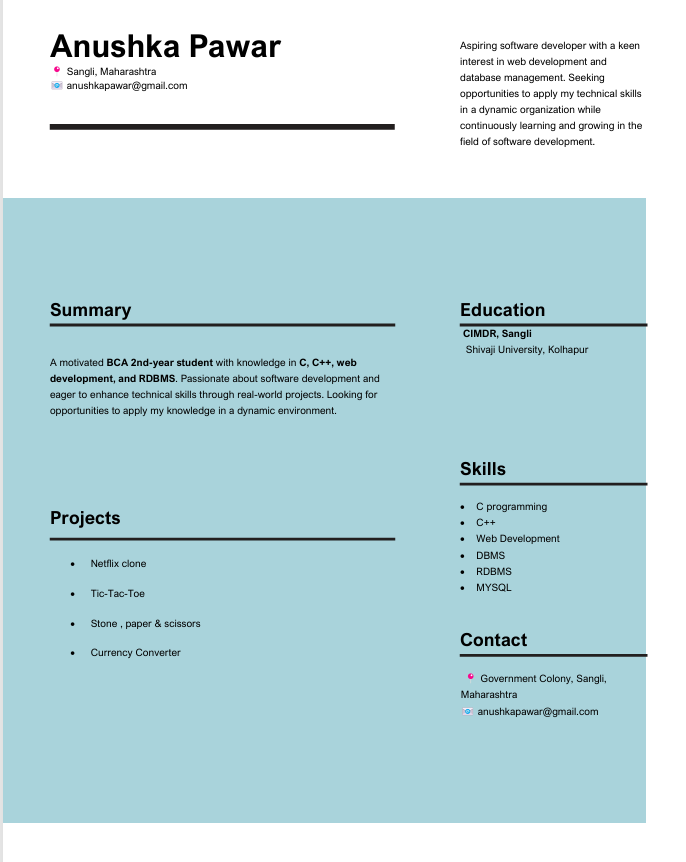 Anushka Pawar
Sangli, Maharashtra
anushkapawar@gmail.com
Aspiring software developer with a keen
interest in web development and
database management. Seeking
opportunities to apply my technical skills
in a dynamic organization while
continuously learning and growing in the
field of software development.
Summary
A motivated BCA 2nd-year student with knowledge in C, C++, web
development, and RDBMS. Passionate about software development and
eager to enhance technical skills through real-world projects. Looking for
opportunities to apply my knowledge in a dynamic environment.
Projects
• Netflix clone
• Tic-Tac-Toe
• Stone , paper & scissors
• Currency Converter
Education
CIMDR, Sangli
Shivaji University, Kolhapur
Skills
• C programming
• C++
• Web Development
• DBMS
• RDBMS
• MYSQL
Contact
Government Colony, Sangli,
Maharashtra
anushkapawar@gmail.com